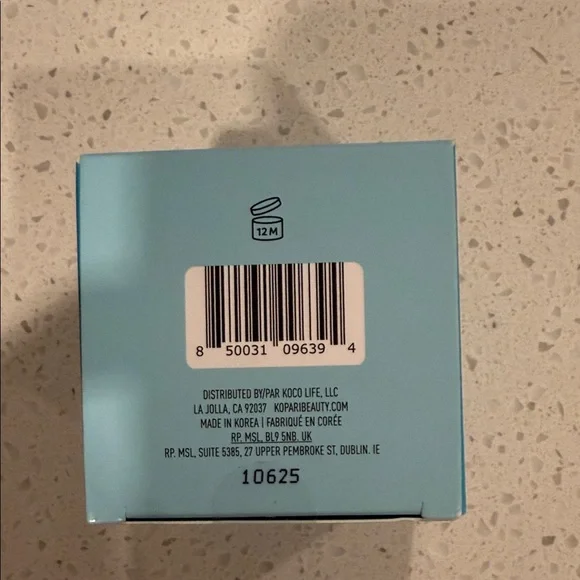 12M
8 50031 09639 4
DISTRIBUTED BY/PAR KOCO LIFE, LLC
LA JOLLA, CA 92037 KOPARIBEAUTY.COM
MADE IN KOREA | FABRIQUÉ EN CORÉE
RP. MSL, BL9 5NB. UK
RP. MSL, SUITE 5385, 27 UPPER PEMBROKE ST, DUBLIN. IE
10625